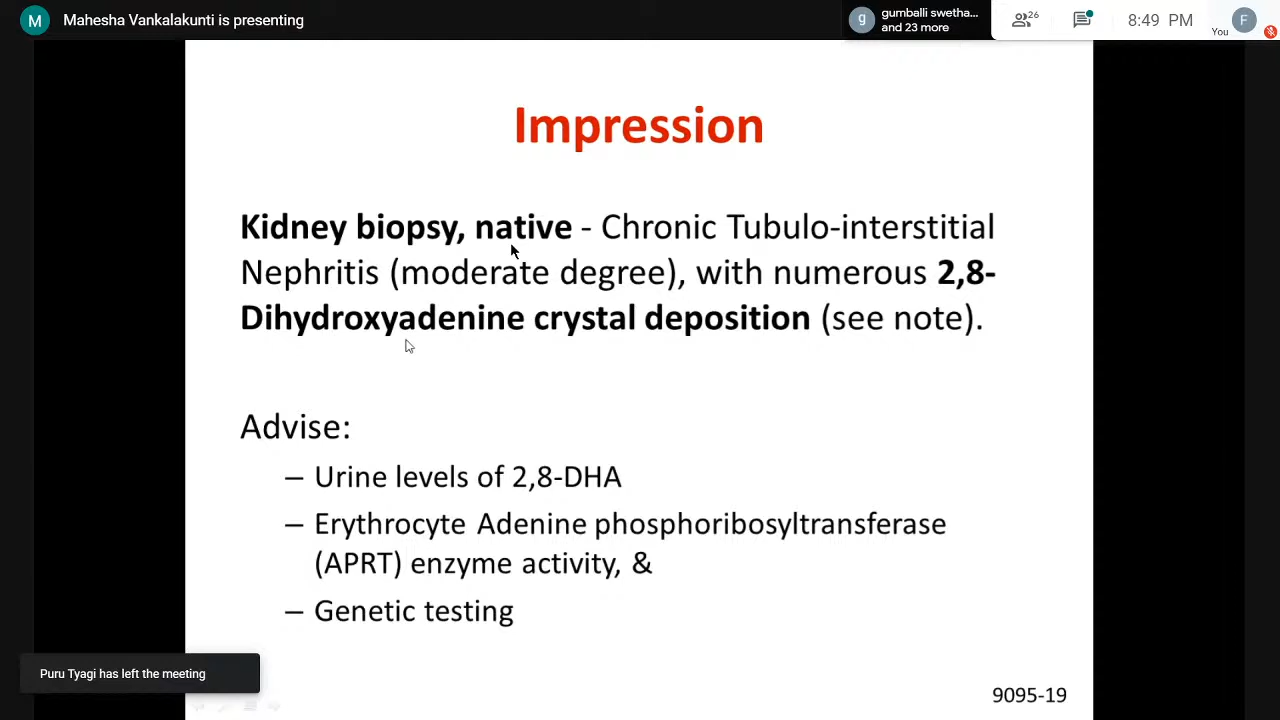 M Mahesha Vankalakunti is presenting
g gumballi swetha...
and 23 more
26
8:49 PM
You
F
Impression
Kidney biopsy, native - Chronic Tubulo-interstitial
Nephritis (moderate degree), with numerous 2,8-
Dihydroxyadenine crystal deposition (see note).
Advise:
– Urine levels of 2,8-DHA
– Erythrocyte Adenine phosphoribosyltransferase
(APRT) enzyme activity, &
– Genetic testing
Puru Tyagi has left the meeting
9095-19